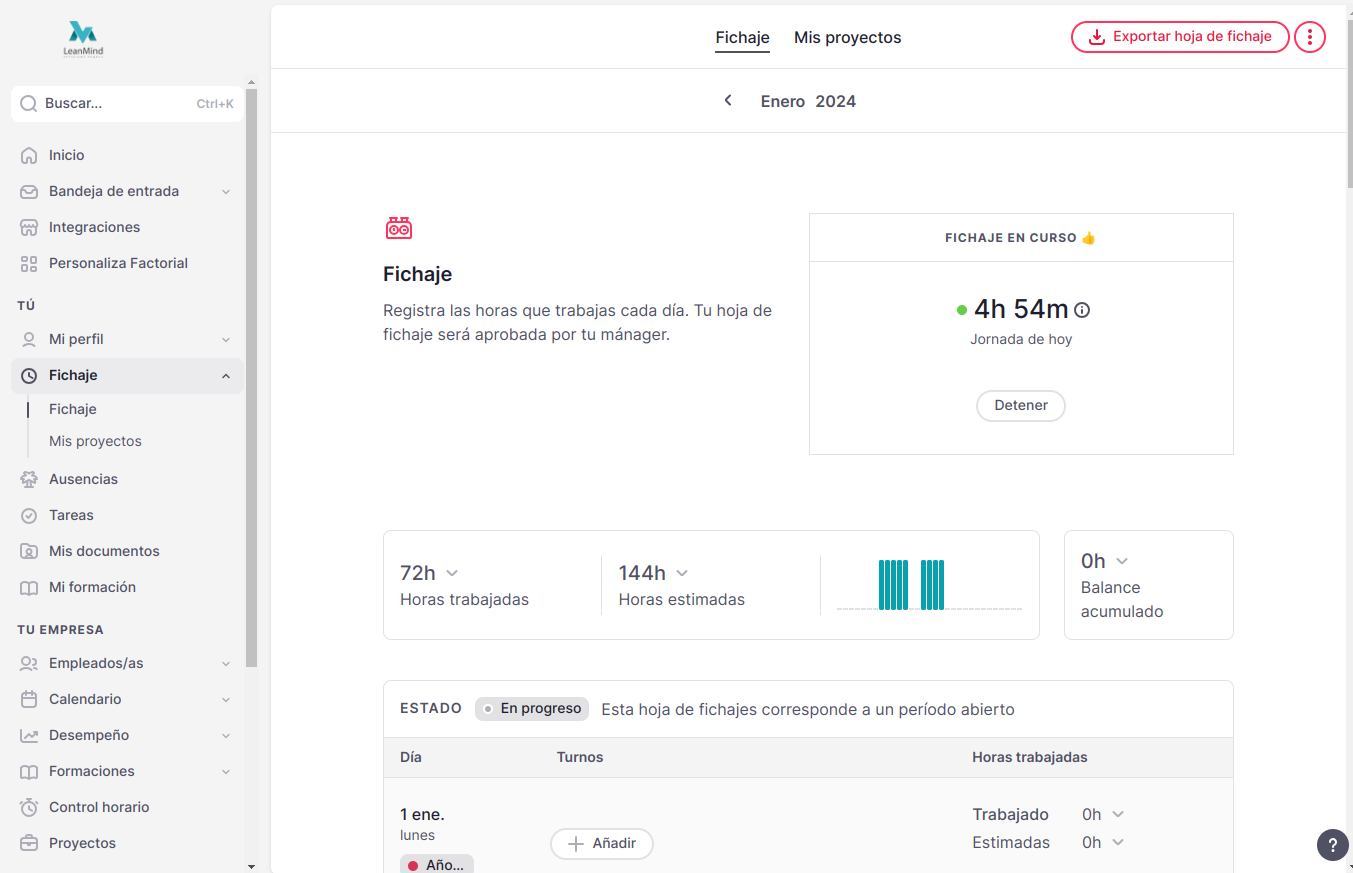 LeanMind
Buscar...
Ctrl+K
Inicio
Bandeja de entrada
Integraciones
Personaliza Factorial
TÚ
Mi perfil
Fichaje
Fichaje
Mis proyectos
Ausencias
Tareas
Mis documentos
Mi formación
TU EMPRESA
Empleados/as
Calendario
Desempeño
Formaciones
Control horario
Proyectos
Fichaje
Mis proyectos
Exportar hoja de fichaje
Enero 2024
Fichaje
Registra las horas que trabajas cada día. Tu hoja de
fichaje será aprobada por tu mánager.
FICHAJE EN CURSO 👍
4h 54m
Jornada de hoy
Detener
72h
Horas trabajadas
144h
Horas estimadas
0h
Balance
acumulado
ESTADO
En progreso
Esta hoja de fichajes corresponde a un período abierto
Día
Turnos
Horas trabajadas
1 ene.
lunes
Año...
Añadir
Trabajado 0h
Estimadas 0h
?